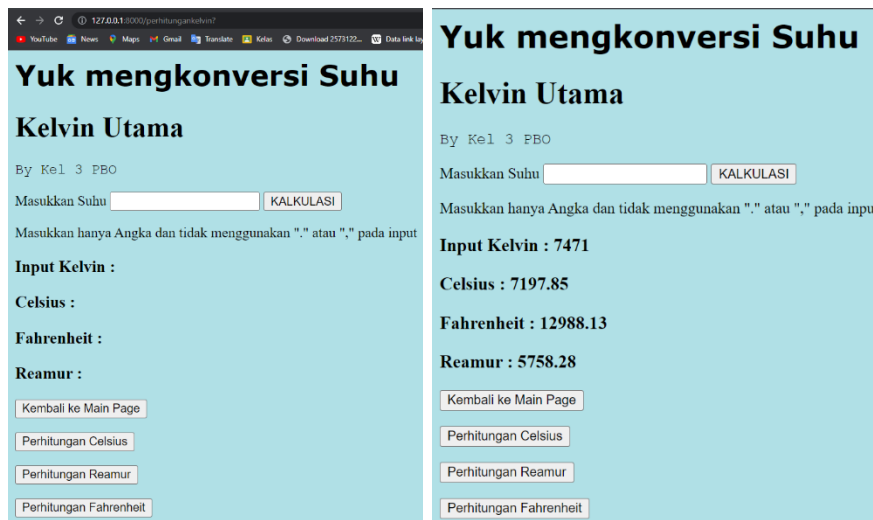 127.0.0.1:8000/perhitungankelvin?
YouTube News Maps Gmail Translate Kelas Download 2573122... Data link lay
Yuk mengkonversi Suhu
Kelvin Utama
By Kel 3 PBO
Masukkan Suhu KALKULASI
Masukkan hanya Angka dan tidak menggunakan "." atau "," pada input
Input Kelvin :
Celsius :
Fahrenheit :
Reamur :
Kembali ke Main Page
Perhitungan Celsius
Perhitungan Reamur
Perhitungan Fahrenheit
Yuk mengkonversi Suhu
Kelvin Utama
By Kel 3 PBO
Masukkan Suhu KALKULASI
Masukkan hanya Angka dan tidak menggunakan "." atau "," pada inpu
Input Kelvin : 7471
Celsius : 7197.85
Fahrenheit : 12988.13
Reamur : 5758.28
Kembali ke Main Page
Perhitungan Celsius
Perhitungan Reamur
Perhitungan Fahrenheit